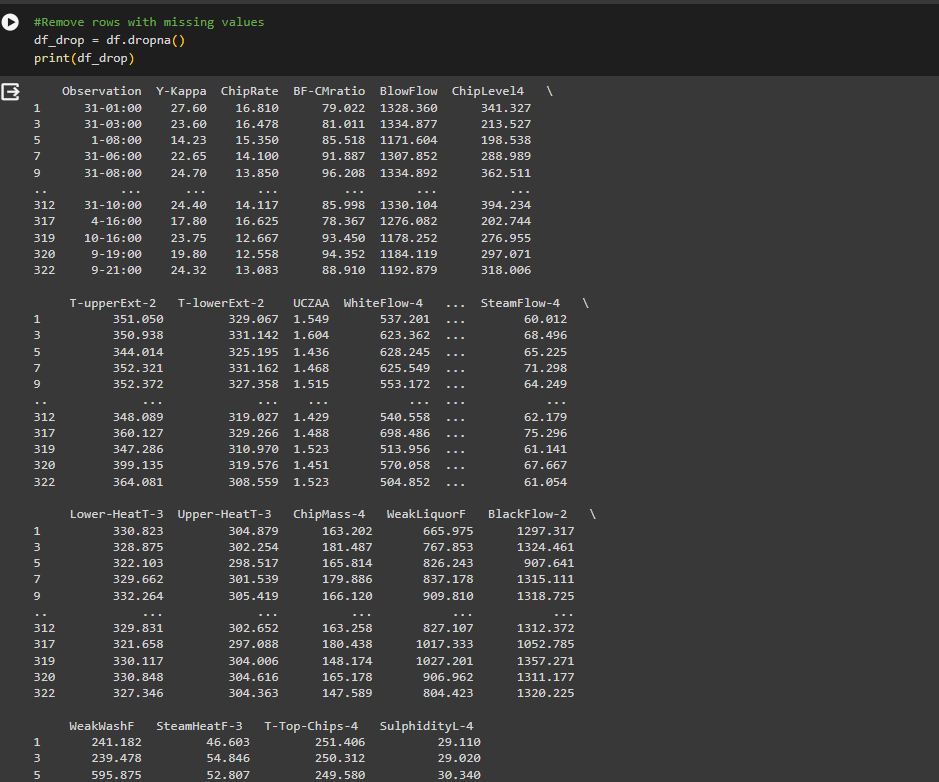 #Remove rows with missing values
df_drop = df.dropna()
print(df_drop)
Observation Y-Kappa ChipRate BF-CMratio BlowFlow ChipLevel4 \
1 31-01:00 27.60 16.810 79.022 1328.360 341.327
3 31-03:00 23.60 16.478 81.011 1334.877 213.527
5 1-08:00 14.23 15.350 85.518 1171.604 198.538
7 31-06:00 22.65 14.100 91.887 1307.852 288.989
9 31-08:00 24.70 13.850 96.208 1334.892 362.511
.. ... ... ... ... ... ...
312 31-10:00 24.40 14.117 85.998 1330.104 394.234
317 4-16:00 17.80 16.625 78.367 1276.082 202.744
319 10-16:00 23.75 12.667 93.450 1178.252 276.955
320 9-19:00 19.80 12.558 94.352 1184.119 297.071
322 9-21:00 24.32 13.083 88.910 1192.879 318.006
T-upperExt-2 T-lowerExt-2 UCZAA WhiteFlow-4 ... SteamFlow-4 \
1 351.050 329.067 1.549 537.201 ... 60.012
3 350.938 331.142 1.604 623.362 ... 68.496
5 344.014 325.195 1.436 628.245 ... 65.225
7 352.321 331.162 1.468 625.549 ... 71.298
9 352.372 327.358 1.515 553.172 ... 64.249
.. ... ... ... ... ... ...
312 348.089 319.027 1.429 540.558 ... 62.179
317 360.127 329.266 1.488 698.486 ... 75.296
319 347.286 310.970 1.523 513.956 ... 61.141
320 399.135 319.576 1.451 570.058 ... 67.667
322 364.081 308.559 1.523 504.852 ... 61.054
Lower-HeatT-3 Upper-HeatT-3 ChipMass-4 WeakLiquorF BlackFlow-2 \
1 330.823 304.879 163.202 665.975 1297.317
3 328.875 302.254 181.487 767.853 1324.461
5 322.103 298.517 165.814 826.243 907.641
7 329.662 301.539 179.886 837.178 1315.111
9 332.264 305.419 166.120 909.810 1318.725
.. ... ... ... ... ...
312 329.831 302.652 163.258 827.107 1312.372
317 321.658 297.088 180.438 1017.333 1052.785
319 330.117 304.006 148.174 1027.201 1357.271
320 330.848 304.616 165.178 906.962 1311.177
322 327.346 304.363 147.589 804.423 1320.225
WeakWashF SteamHeatF-3 T-Top-Chips-4 SulphidityL-4
1 241.182 46.603 251.406 29.110
3 239.478 54.846 250.312 29.020
5 595.875 52.807 249.580 30.340